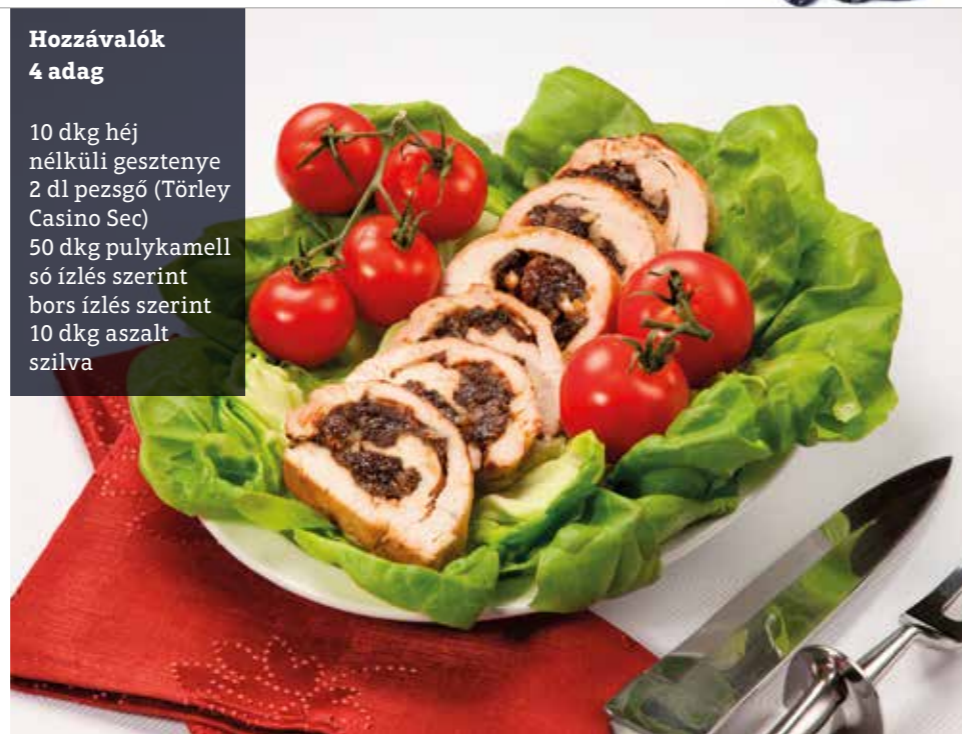 Hozzávalók
4 adag
10 dkg héj
nélküli gesztenye
2 dl pezsgő (Törley
Casino Sec)
50 dkg pulykamell
só ízlés szerint
bors ízlés szerint
10 dkg aszalt
szilva